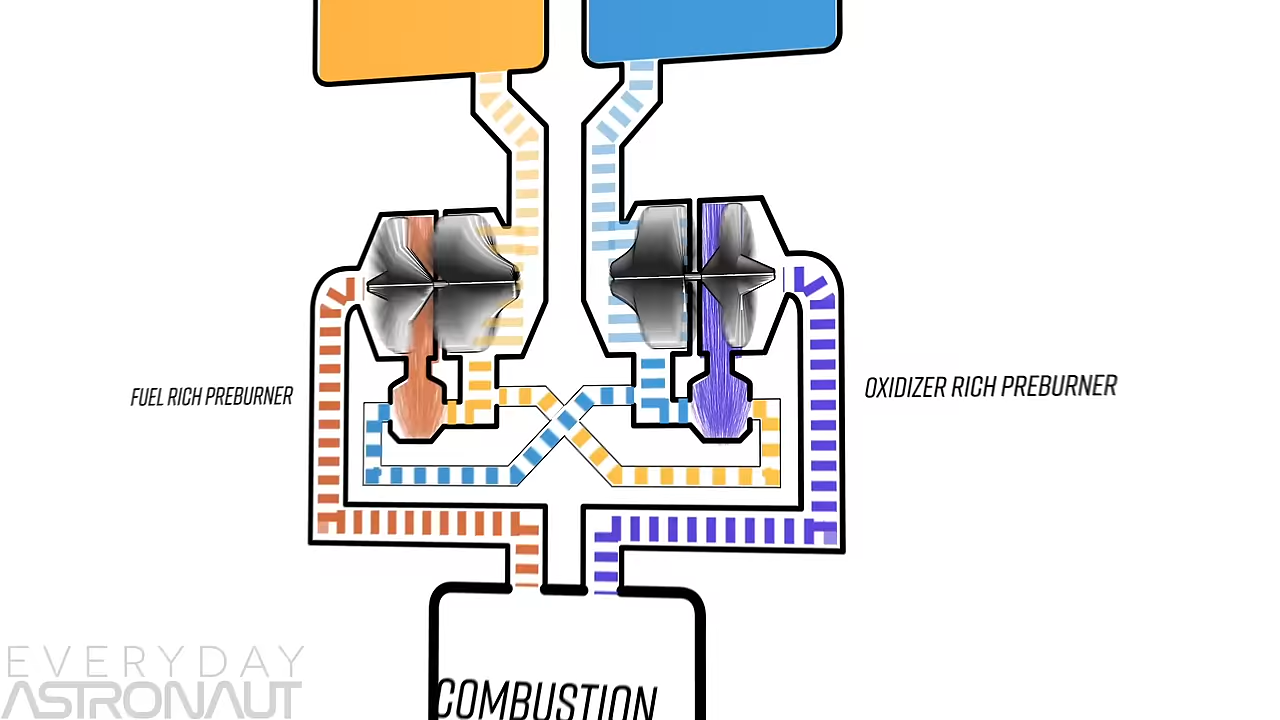 FUEL RICH PREBURNER
OXIDIZER RICH PREBURNER
COMBUSTION
EVERYDAY
ASTRONAUT